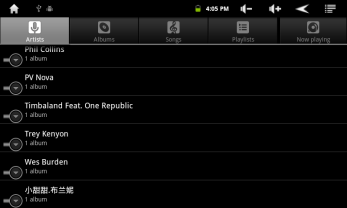 4:05 PM
Artists
Albums
Songs
Playlists
Now playing
Phil Collins
1 album
PV Nova
1 album
Timbaland Feat. One Republic
1 album
Trey Kenyon
1 album
Wes Burden
1 album
小甜甜.布兰妮
1 album